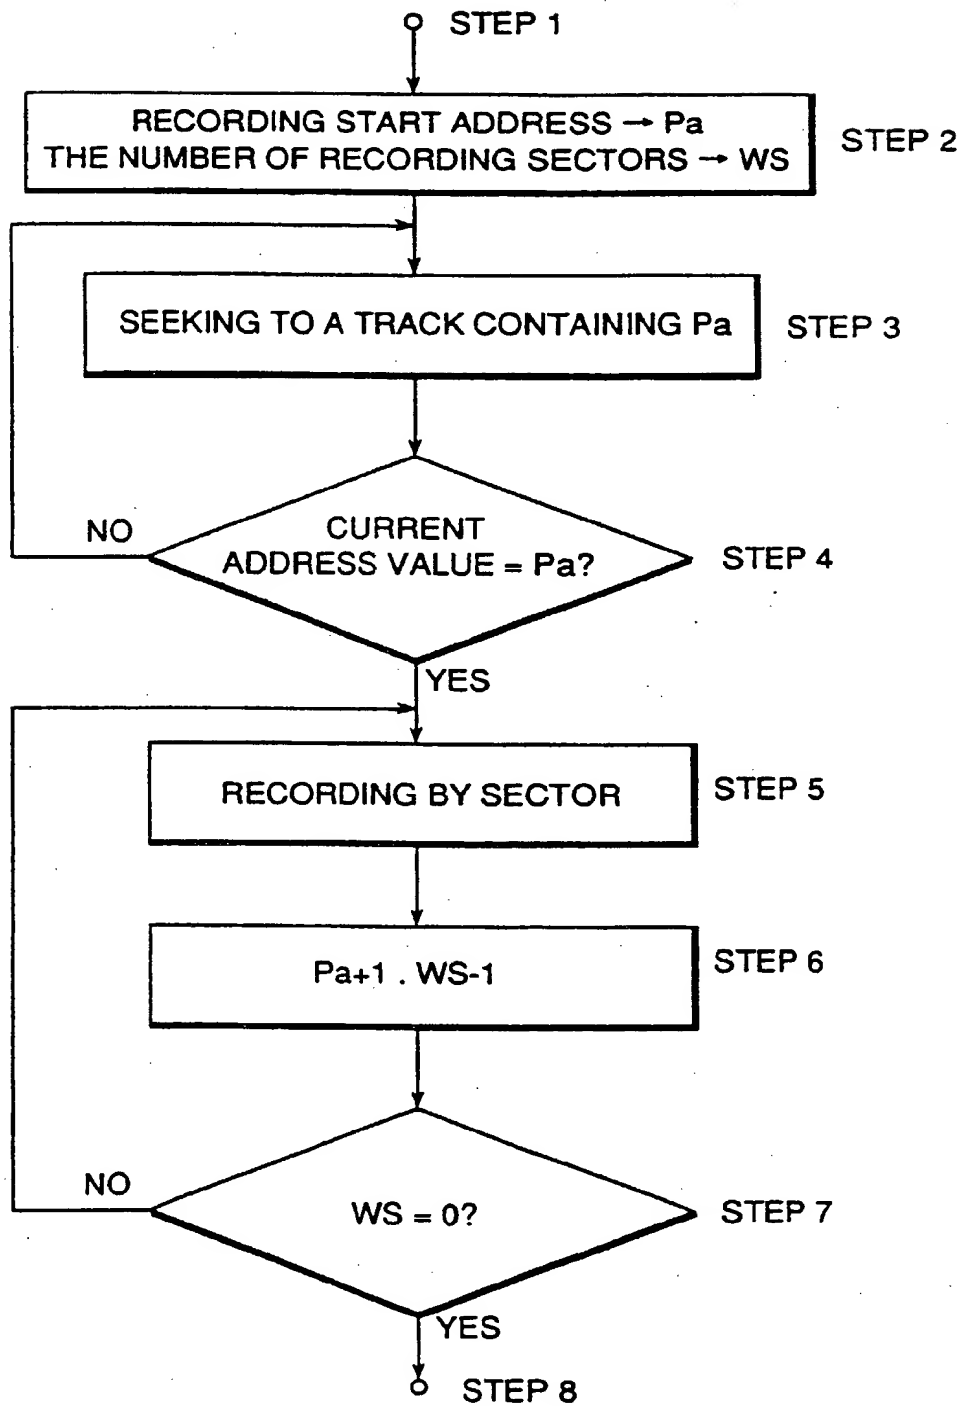 STEP 1
RECORDING START ADDRESS → Pa
THE NUMBER OF RECORDING SECTORS → WS
STEP 2
SEEKING TO A TRACK CONTAINING Pa
STEP 3
NO
CURRENT
ADDRESS VALUE = Pa?
STEP 4
YES
RECORDING BY SECTOR
STEP 5
Pa+1 . WS-1
STEP 6
NO
WS = 0?
STEP 7
YES
STEP 8